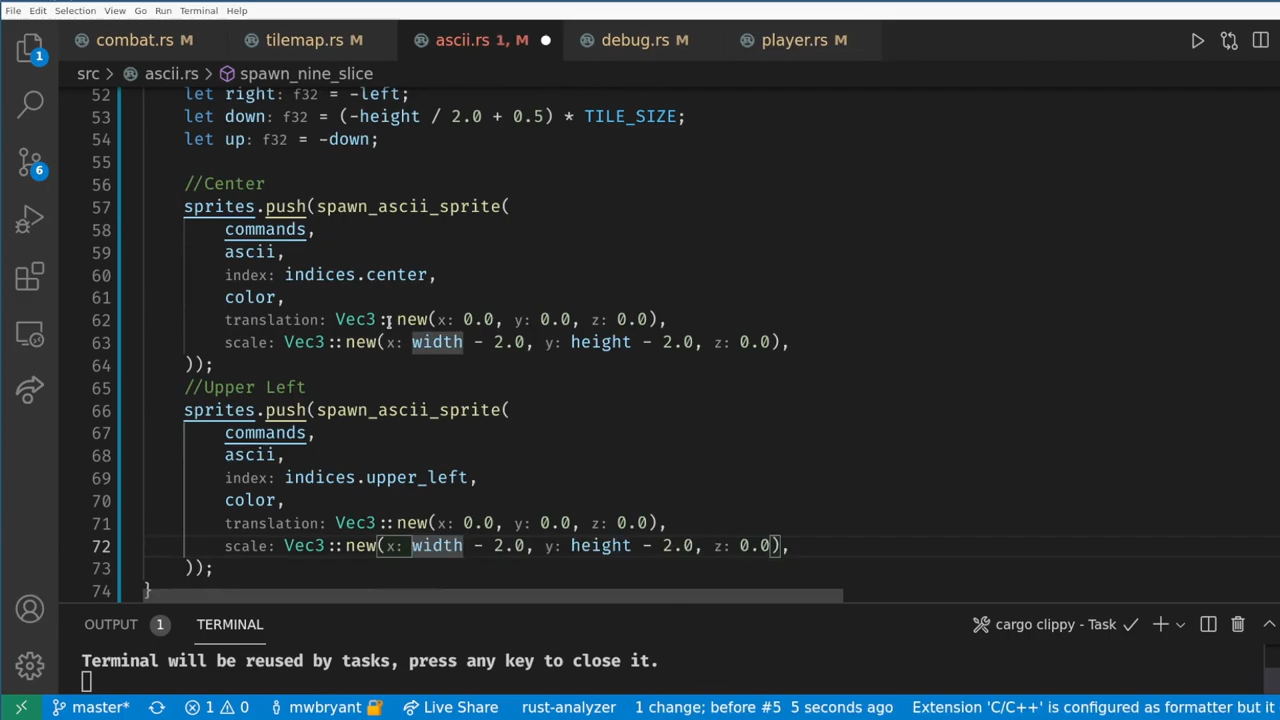 File Edit Selection View Go Run Terminal Help
combat.rs M tilemap.rs M ascii.rs 1, M debug.rs M player.rs M
src > ascii.rs > spawn_nine_slice
52 let right: f32 = -left;
53 let down: f32 = (-height / 2.0 + 0.5) * TILE_SIZE;
54 let up: f32 = -down;
55
56 //Center
57 sprites.push(spawn_ascii_sprite(
58 commands,
59 ascii,
60 index: indices.center,
61 color,
62 translation: Vec3::new(x: 0.0, y: 0.0, z: 0.0),
63 scale: Vec3::new(x: width - 2.0, y: height - 2.0, z: 0.0),
64 ));
65 //Upper Left
66 sprites.push(spawn_ascii_sprite(
67 commands,
68 ascii,
69 index: indices.upper_left,
70 color,
71 translation: Vec3::new(x: 0.0, y: 0.0, z: 0.0),
72 scale: Vec3::new(x: width - 2.0, y: height - 2.0, z: 0.0),
73 ));
74 }
1
6
OUTPUT 1 TERMINAL cargo clippy - Task
Terminal will be reused by tasks, press any key to close it.
master* 1 0 mwbryant Live Share rust-analyzer 1 change; before #5 5 seconds ago Extension 'C/C++' is configured as formatter but it